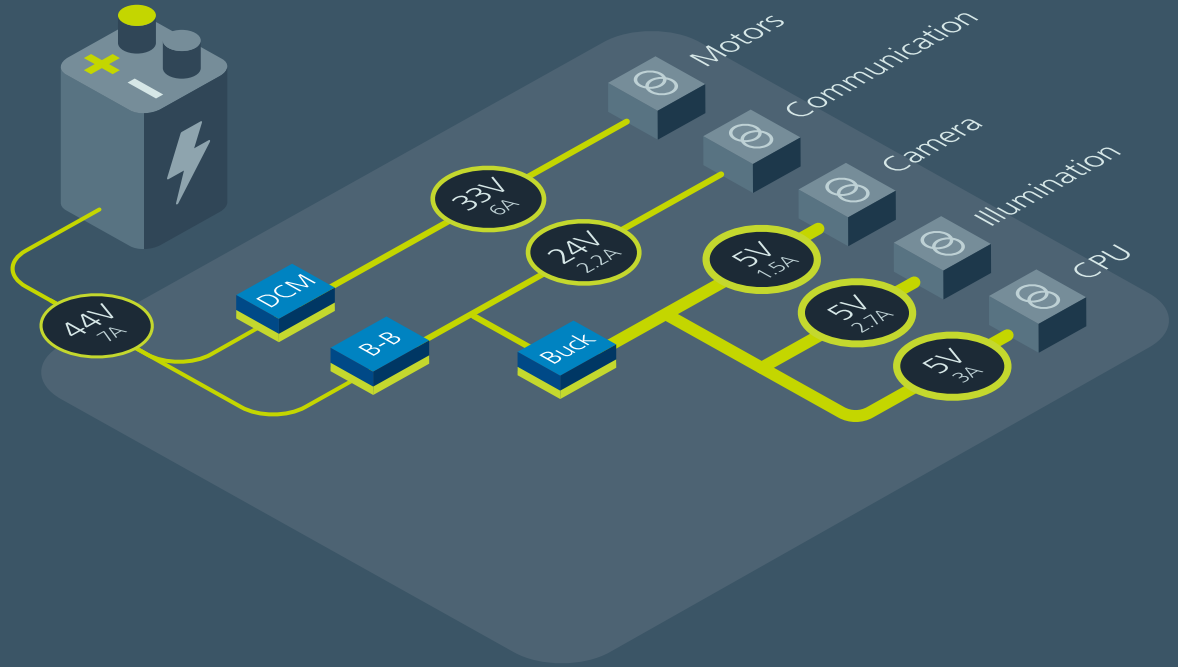 Motors
Communication
Camera
Illumination
CPU
33V
6A
24V
2.2A
5V
1.5A
5V
2.7A
5V
3A
DCM
B-B
Buck
44V
7A